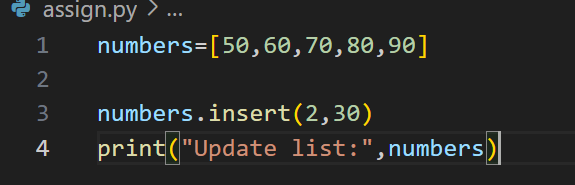 assign.py > ...
1 numbers=[50,60,70,80,90]
2
3 numbers.insert(2,30)
4 print("Update list:",numbers)